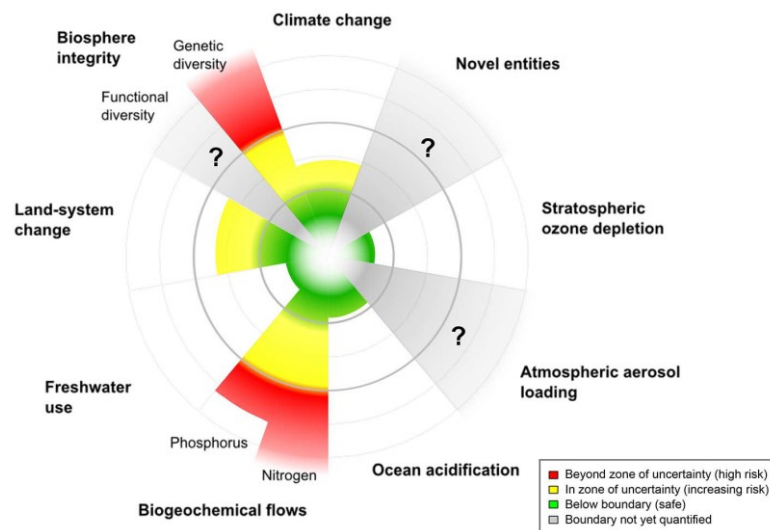 Climate change
Biosphere
integrity
Genetic
diversity
Novel entities
Functional
diversity
?
?
Land-system
change
Stratospheric
ozone depletion
?
Atmospheric aerosol
loading
Freshwater
use
Phosphorus
Nitrogen
Ocean acidification
Biogeochemical flows
Beyond zone of uncertainty (high risk)
In zone of uncertainty (increasing risk)
Below boundary (safe)
Boundary not yet quantified